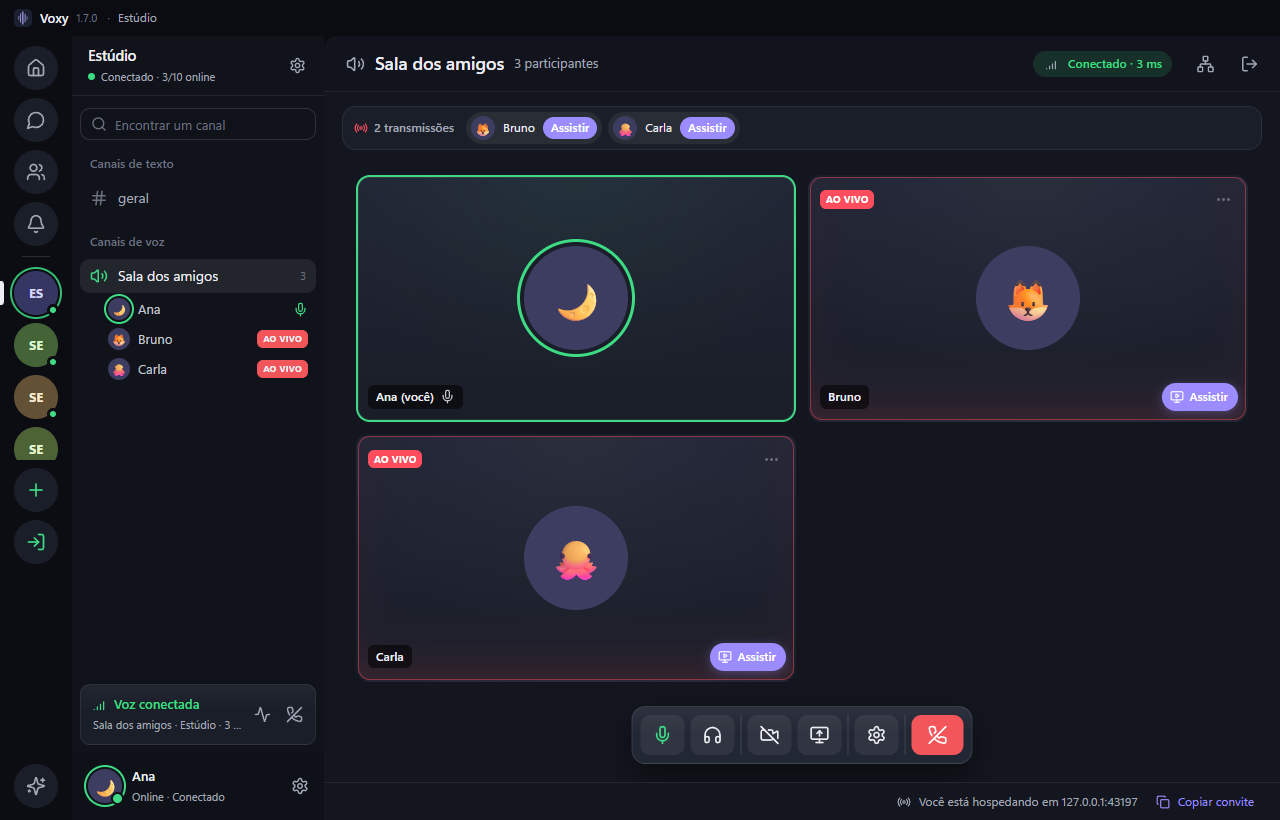 Voxy 1.7.0 · Estúdio
Estúdio
Conectado · 3/10 online
Encontrar um canal
Canais de texto
geral
Canais de voz
Sala dos amigos 3
Ana
Bruno AO VIVO
Carla AO VIVO
ES
SE
SE
SE
Voz conectada
Sala dos amigos · Estúdio · 3 ...
Ana
Online · Conectado
Sala dos amigos 3 participantes
Conectado · 3 ms
2 transmissões Bruno Assistir Carla Assistir
Ana (você)
AO VIVO
Bruno Assistir
AO VIVO
Carla Assistir
Você está hospedando em 127.0.0.1:43197 Copiar convite